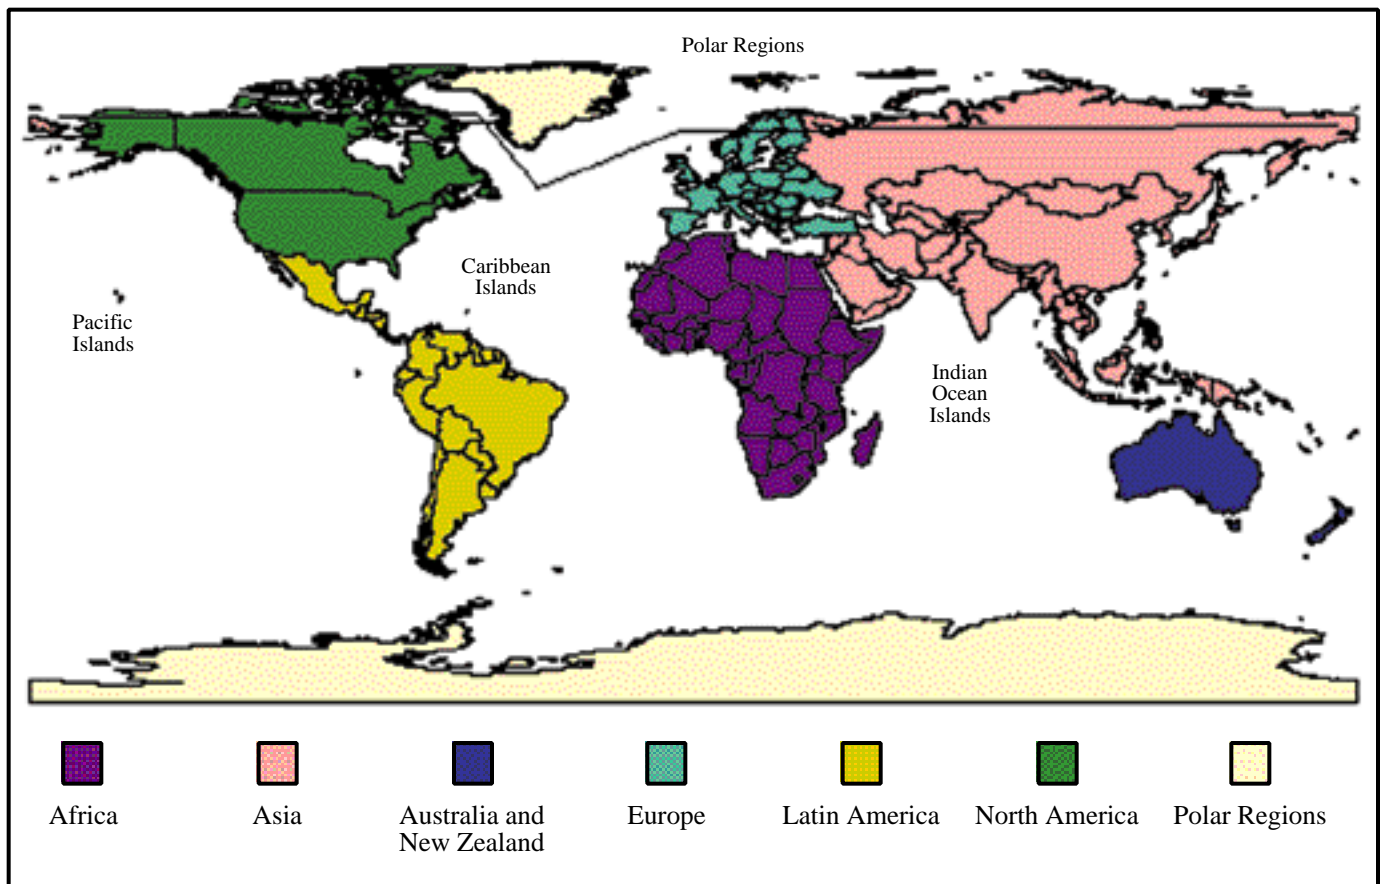 Polar Regions
Caribbean
Islands
Pacific
Islands
Indian
Ocean
Islands
Africa
Asia
Australia and
New Zealand
Europe
Latin America
North America
Polar Regions